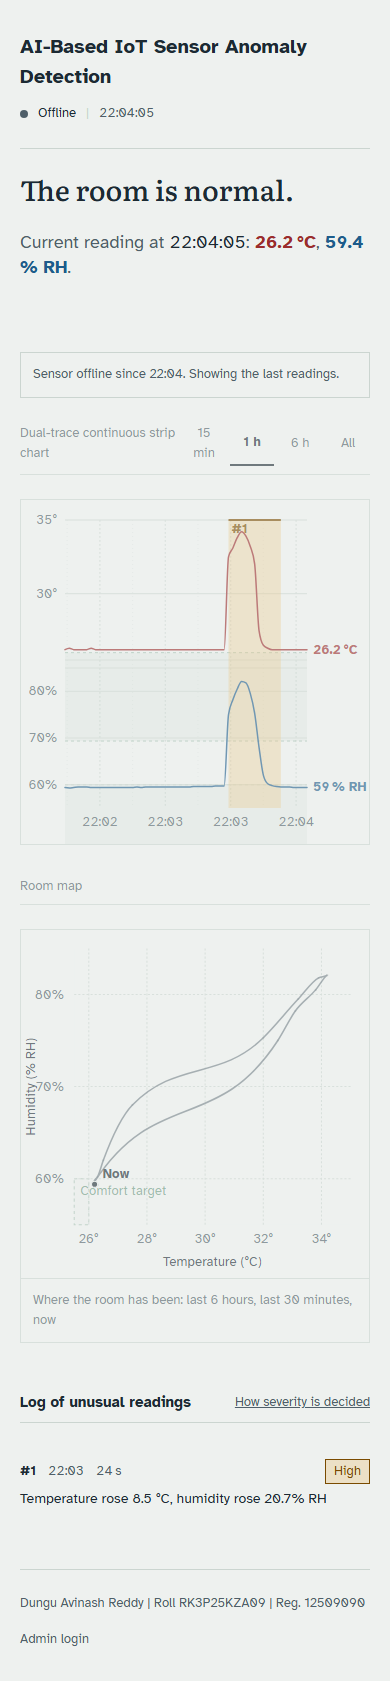 AI-Based IoT Sensor Anomaly
Detection
Offline | 22:04:05
The room is normal.
Current reading at 22:04:05: 26.2 °C, 59.4
% RH.
Sensor offline since 22:04. Showing the last readings.
Dual-trace continuous strip
chart
15
min
1 h
6 h
All
35°
#1
30°
26.2 °C
80%
70%
60%
59 % RH
22:02 22:03 22:03 22:04
Room map
80%
70%
60%
Humidity (% RH)
Now
Comfort target
26° 28° 30° 32° 34°
Temperature (°C)
Where the room has been: last 6 hours, last 30 minutes,
now
Log of unusual readings How severity is decided
#1 22:03 24 s High
Temperature rose 8.5 °C, humidity rose 20.7% RH
Dungu Avinash Reddy | Roll RK3P25KZA09 | Reg. 12509090
Admin login